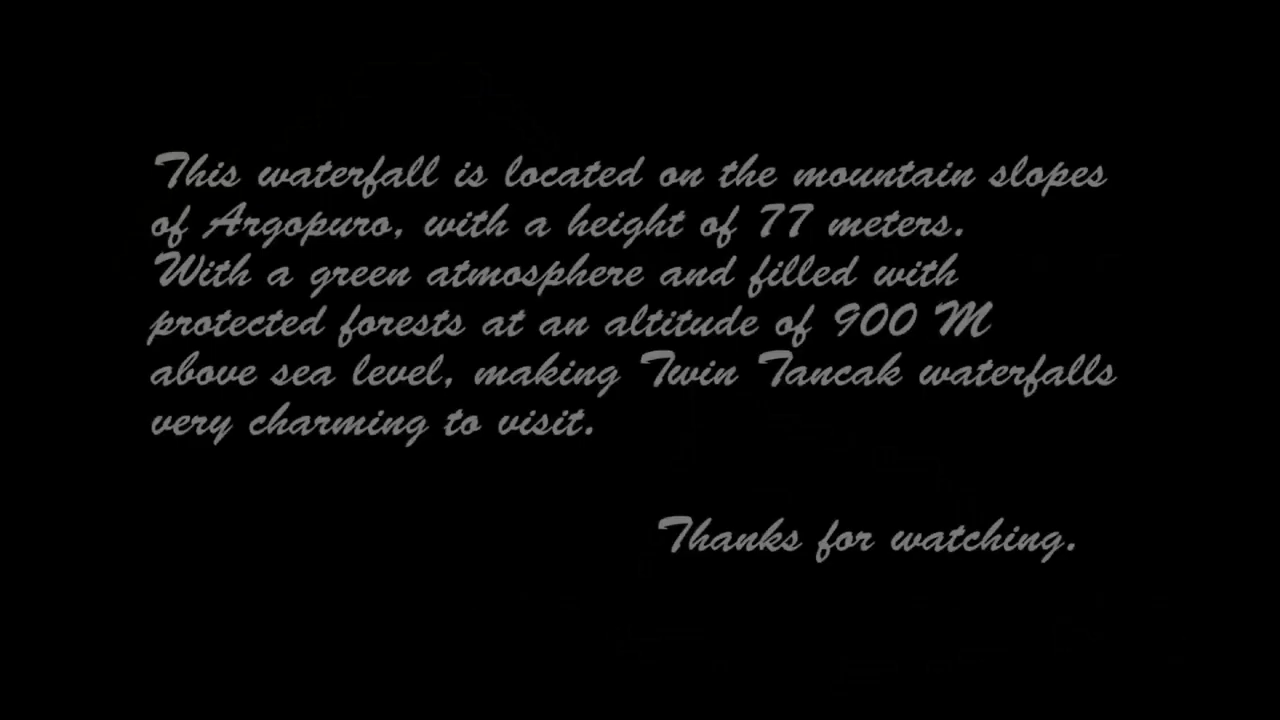 This waterfall is located on the mountain slopes
of Argopuro, with a height of 77 meters.
With a green atmosphere and filled with
protected forests at an altitude of 900 M
above sea level, making Twin Tancak waterfalls
very charming to visit.
Thanks for watching.